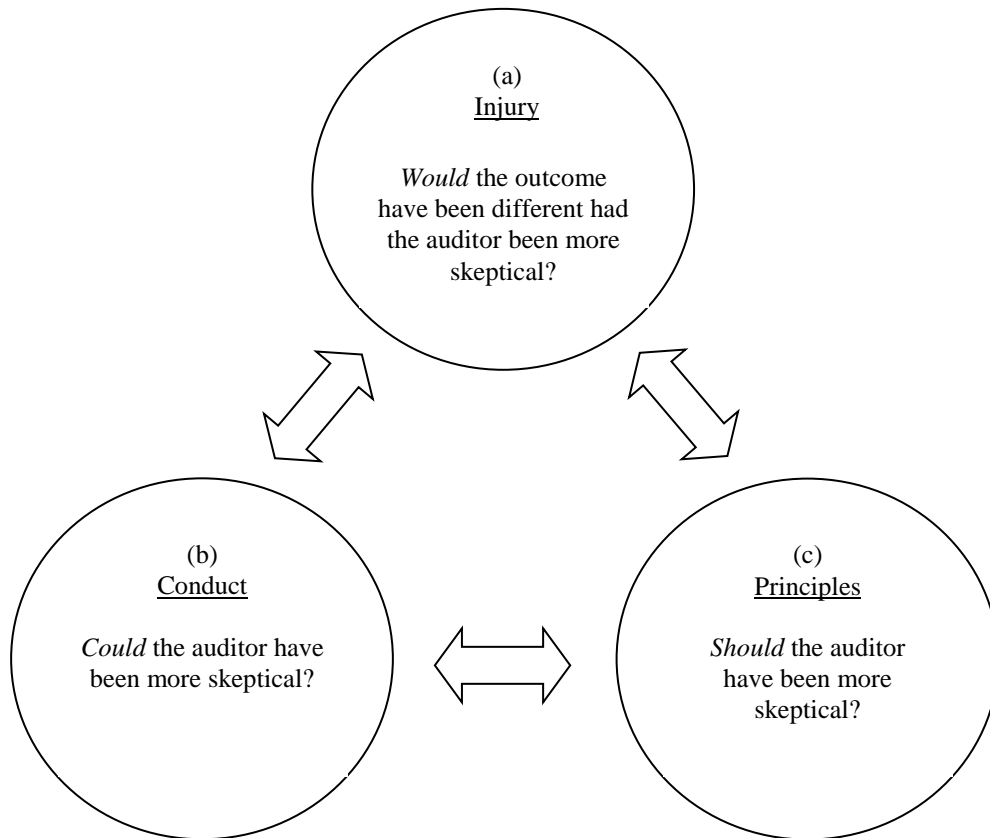 (a)
Injury
Would the outcome
have been different had
the auditor been more
skeptical?
(b)
Conduct
Could the auditor have
been more skeptical?
(c)
Principles
Should the auditor
have been more
skeptical?